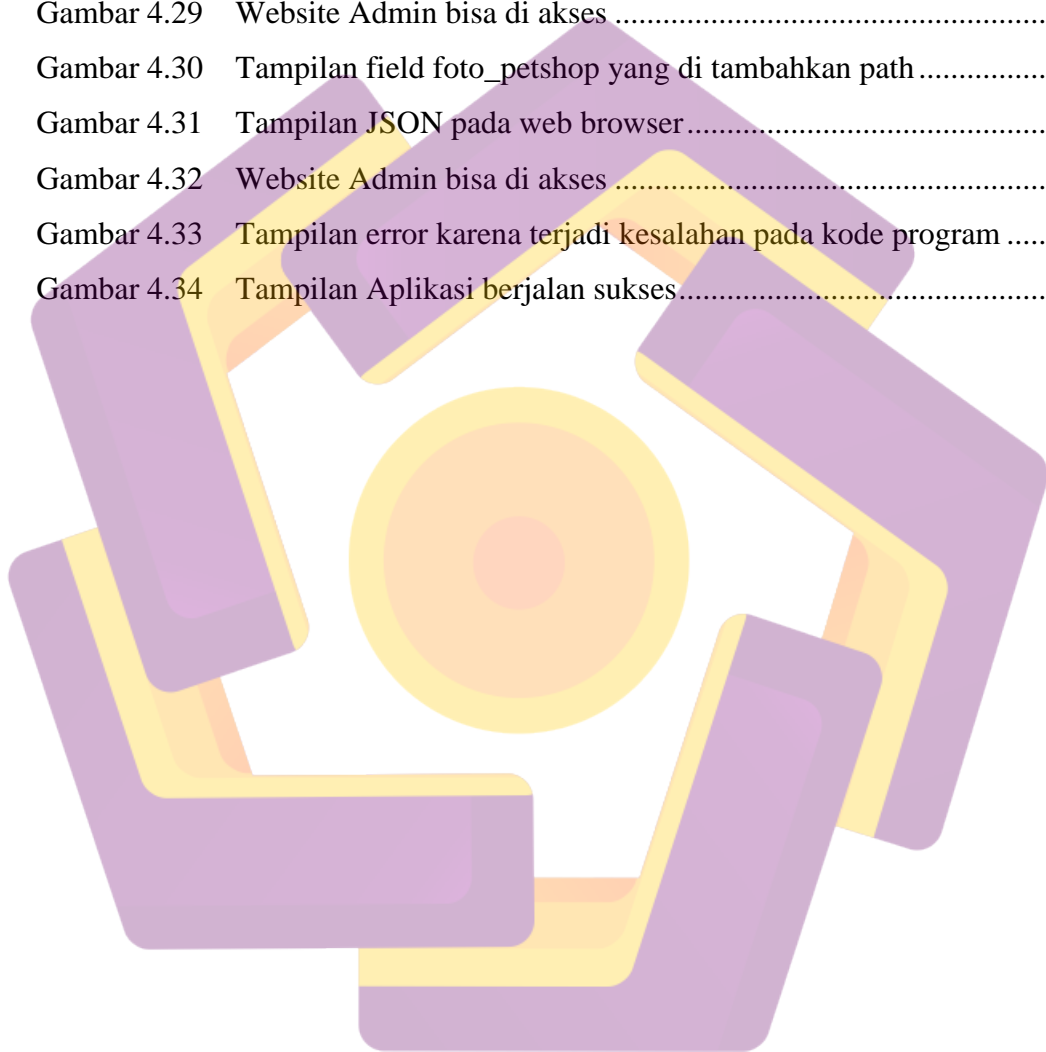 Gambar 4.29 Website Admin bisa di akses ......................................................
Gambar 4.30 Tampilan field foto_petshop yang di tambahkan path ................
Gambar 4.31 Tampilan JSON pada web browser.............................................
Gambar 4.32 Website Admin bisa di akses ......................................................
Gambar 4.33 Tampilan error karena terjadi kesalahan pada kode program .....
Gambar 4.34 Tampilan Aplikasi berjalan sukses..............................................